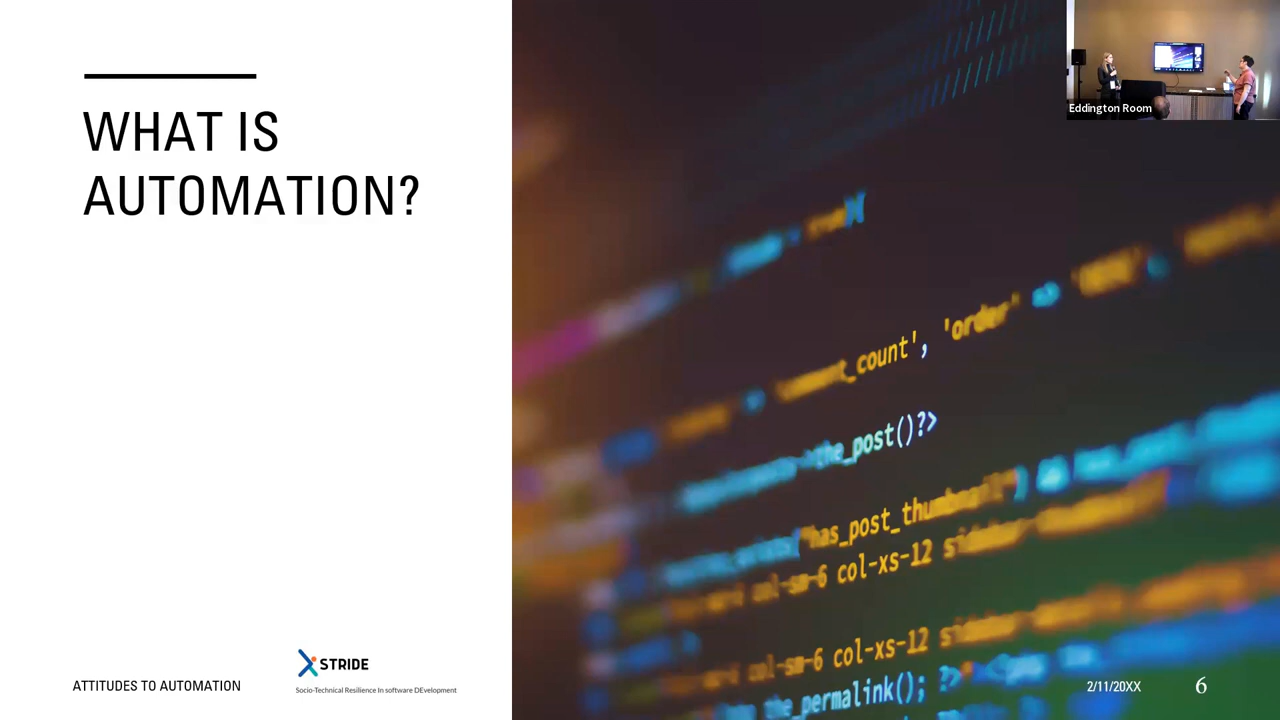 WHAT IS
AUTOMATION?
Eddington Room
'order'
_count',
the_post()?>
has_post_thumbnail
col-sm-6 col-xs-12
col-sm-6 col-xs-12
the_permalink(); ?>
STRIDE
Socio-Technical Resilience In software DEvelopment
ATTITUDES TO AUTOMATION
2/11/20XX
6